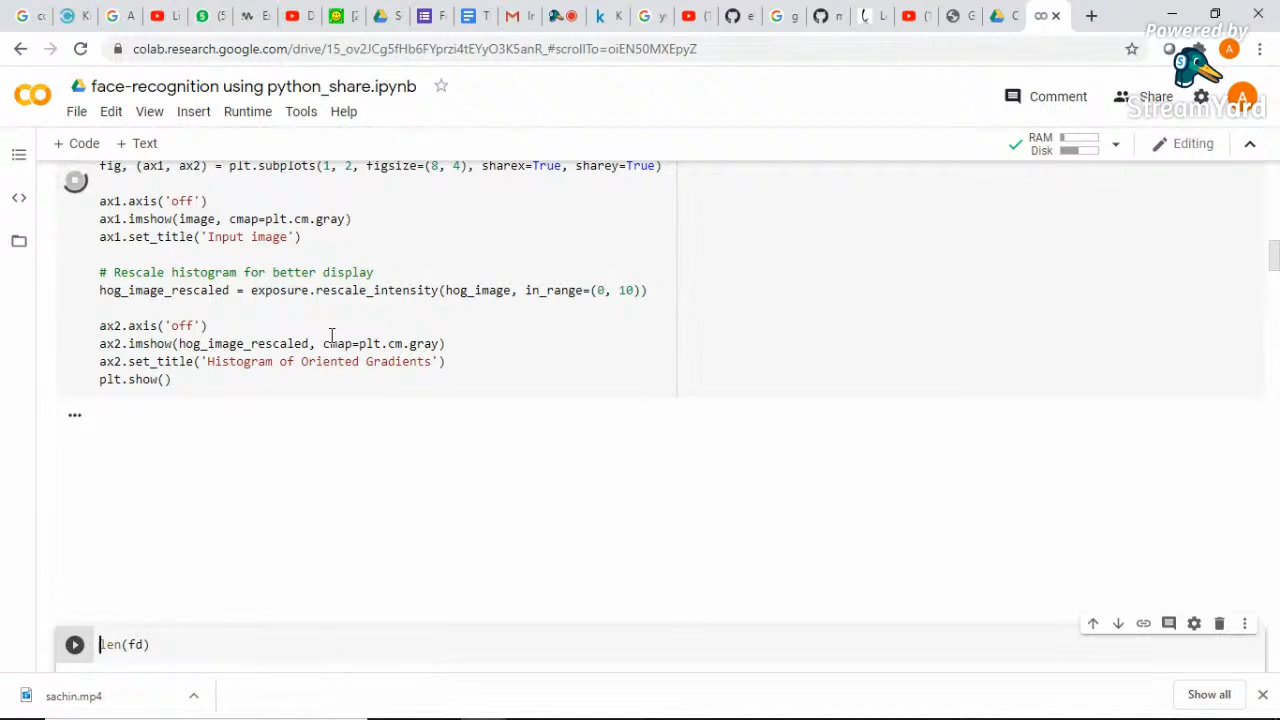 co
C
A
Li
(5
w E
D
[Z
S
F
T
Ir
k K
y
(T
e
g
m
L
(T
G
C
colab.research.google.com/drive/15_ov2JCg5fHb6FYprzi4tEYyO3K5anR_#scrollTo=oiEN50MXEpyZ
A
Powered by
StreamYard
face-recognition using python_share.ipynb
Comment
Share
A
File Edit View Insert Runtime Tools Help
+ Code + Text
RAM
Disk
Editing
fig, (ax1, ax2) = plt.subplots(1, 2, figsize=(8, 4), sharex=True, sharey=True)
ax1.axis('off')
ax1.imshow(image, cmap=plt.cm.gray)
ax1.set_title('Input image')
# Rescale histogram for better display
hog_image_rescaled = exposure.rescale_intensity(hog_image, in_range=(0, 10))
ax2.axis('off')
ax2.imshow(hog_image_rescaled, cmap=plt.cm.gray)
ax2.set_title('Histogram of Oriented Gradients')
plt.show()
len(fd)
sachin.mp4
Show all